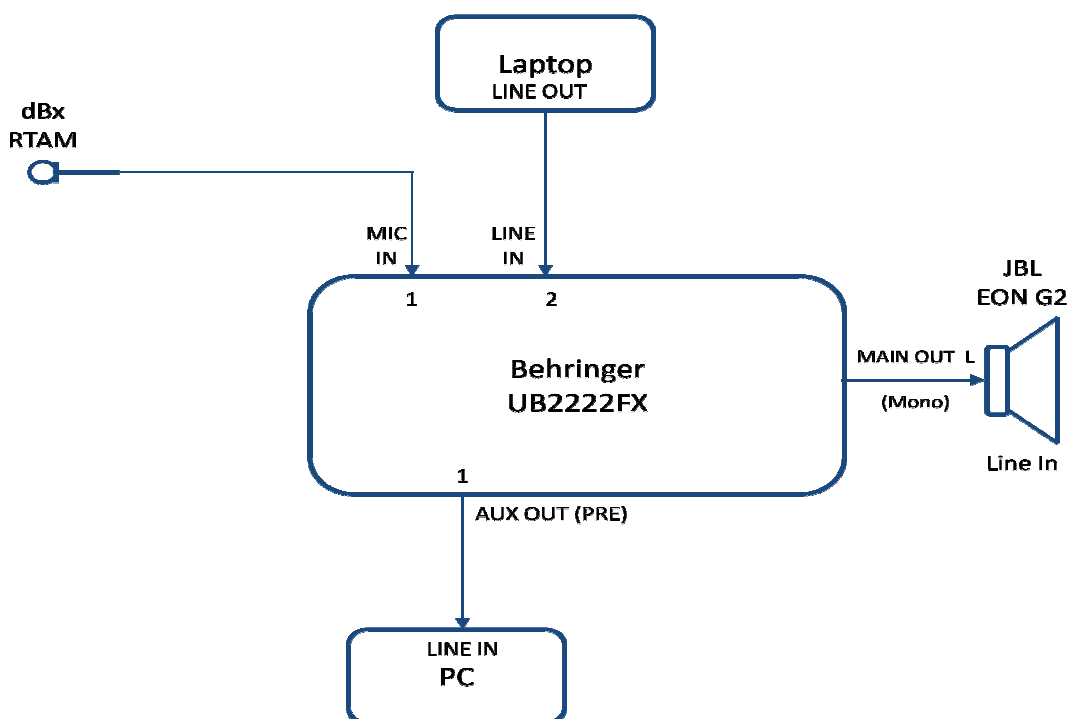 Laptop
LINE OUT
dBx
RTAM
MIC
IN
LINE
IN
1
2
JBL
EON G2
Behringer
UB2222FX
MAIN OUT L
(Mono)
Line In
1
AUX OUT (PRE)
LINE IN
PC